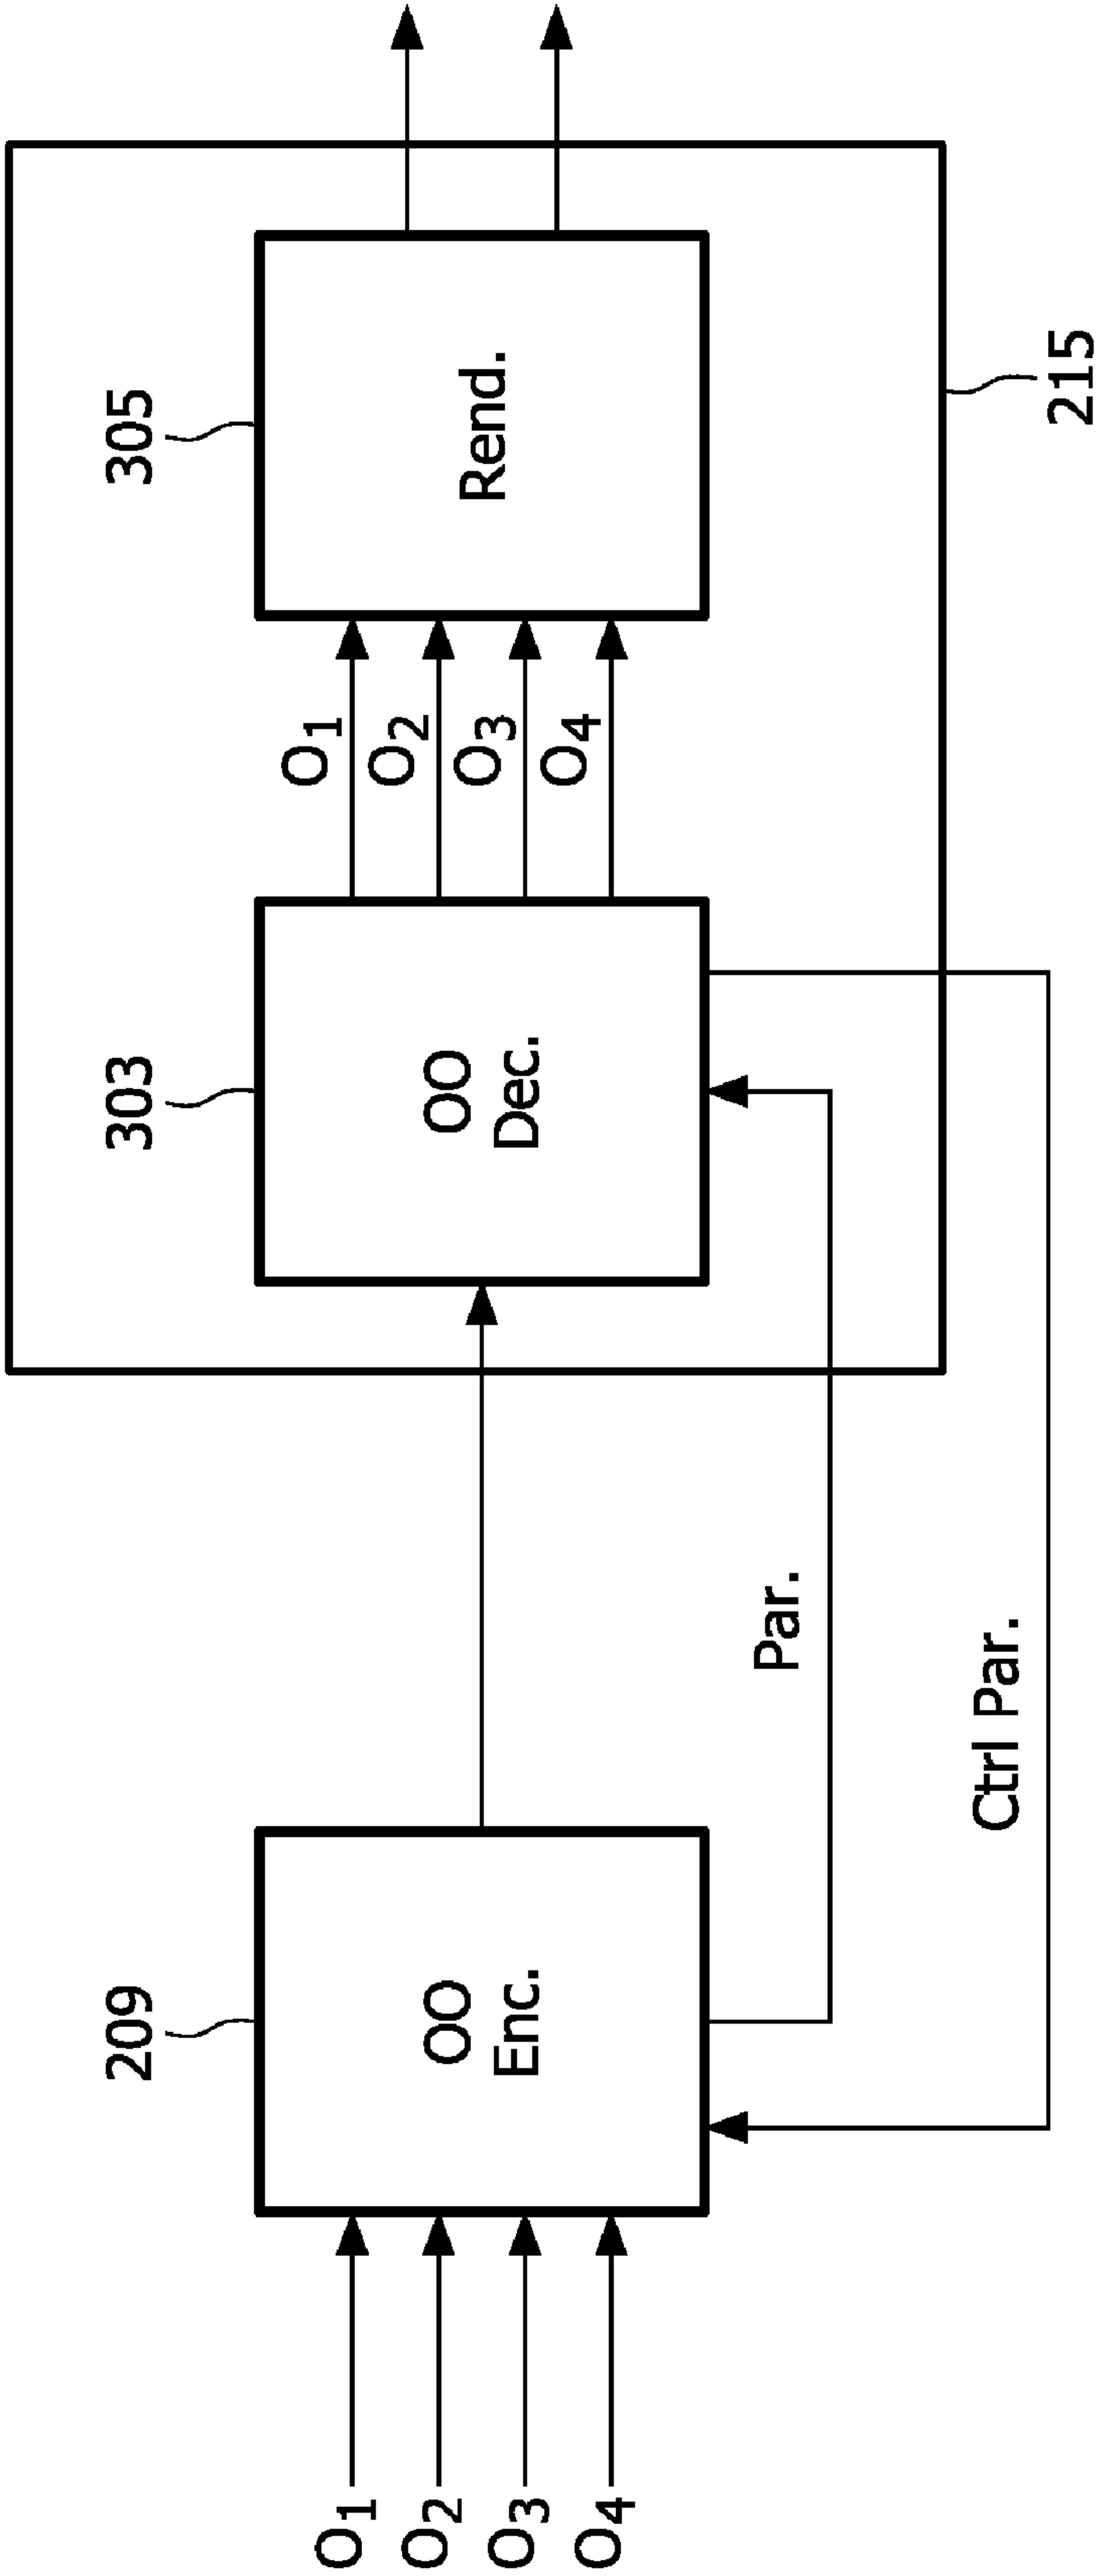 209
303
305
O1
O2
O3
O4
OO
Enc.
OO
Dec.
O1
O2
O3
O4
Rend.
Par.
Ctrl Par.
215